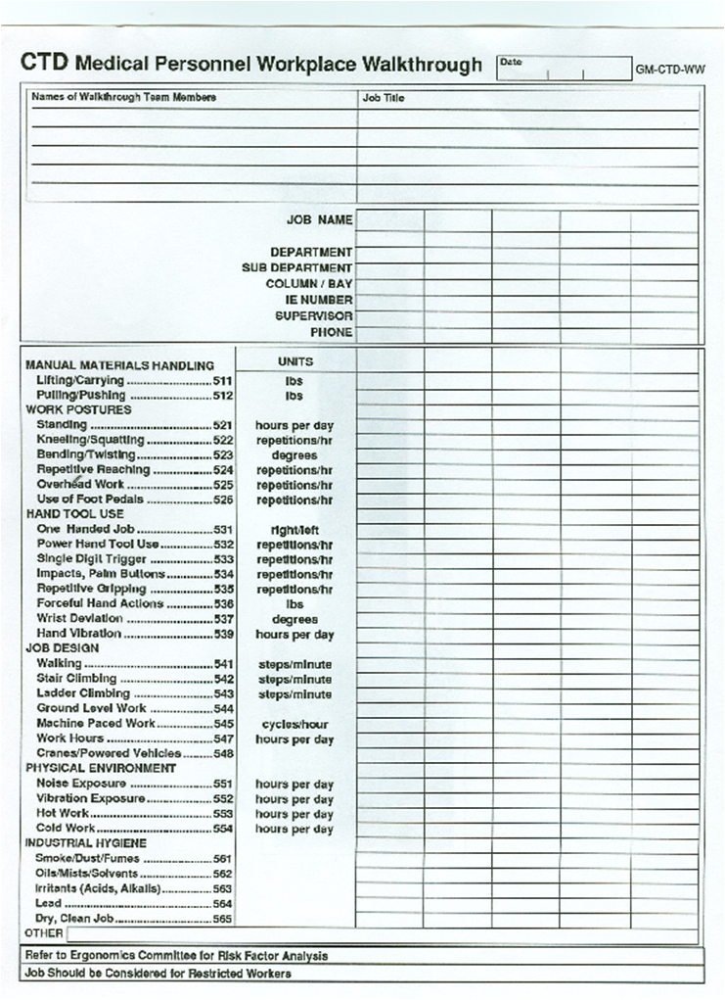 CTD Medical Personnel Workplace Walkthrough
Date
GM-CTD-WW
Names of Walkthrough Team Members
Job Title
JOB NAME
DEPARTMENT
SUB DEPARTMENT
COLUMN / BAY
IE NUMBER
SUPERVISOR
PHONE
UNITS
MANUAL MATERIALS HANDLING
Lifting/Carrying ....................511 lbs
Pulling/Pushing ....................512 lbs
WORK POSTURES
Standing ....................521 hours per day
Kneeling/Squatting ....................522 repetitions/hr
Bending/Twisting....................523 degrees
Repetitive Reaching ....................524 repetitions/hr
Overhead Work ....................525 repetitions/hr
Use of Foot Pedals ....................526 repetitions/hr
HAND TOOL USE
One Handed Job ....................531 right/left
Power Hand Tool Use....................532 repetitions/hr
Single Digit Trigger ....................533 repetitions/hr
Impacts, Palm Buttons....................534 repetitions/hr
Repetitive Gripping ....................535 repetitions/hr
Forceful Hand Actions ....................536 lbs
Wrist Deviation ....................537 degrees
Hand Vibration ....................539 hours per day
JOB DESIGN
Walking ....................541 steps/minute
Stair Climbing ....................542 steps/minute
Ladder Climbing ....................543 steps/minute
Ground Level Work ....................544
Machine Paced Work....................545 cycles/hour
Work Hours ....................547 hours per day
Cranes/Powered Vehicles....................548
PHYSICAL ENVIRONMENT
Noise Exposure ....................551 hours per day
Vibration Exposure....................552 hours per day
Hot Work....................553 hours per day
Cold Work....................554 hours per day
INDUSTRIAL HYGIENE
Smoke/Dust/Fumes ....................561
Oils/Mists/Solvents ....................562
Irritants (Acids, Alkalis)....................563
Lead ....................564
Dry, Clean Job....................565
OTHER
Refer to Ergonomics Committee for Risk Factor Analysis
Job Should be Considered for Restricted Workers